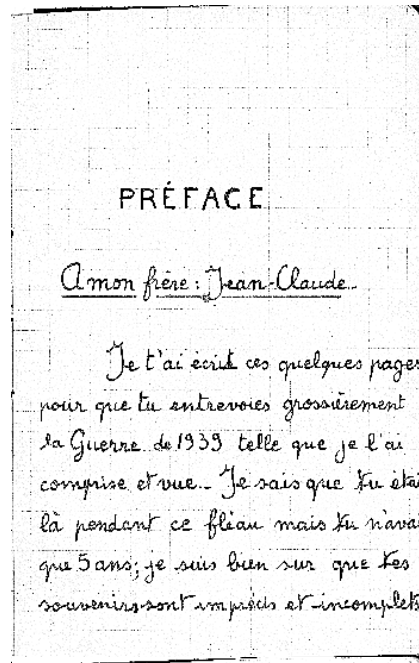 PRÉFACE
A mon frère : Jean-Claude.
Je t'ai écrit ces quelques pages
pour que tu entrevoies grossièrement
la Guerre de 1939 telle que je l'ai
comprise et vue. Je sais que tu étai
là pendant ce fléau mais tu n'avai
que 5 ans; je suis bien sur que tes
souvenirs sont imprécis et incomplets